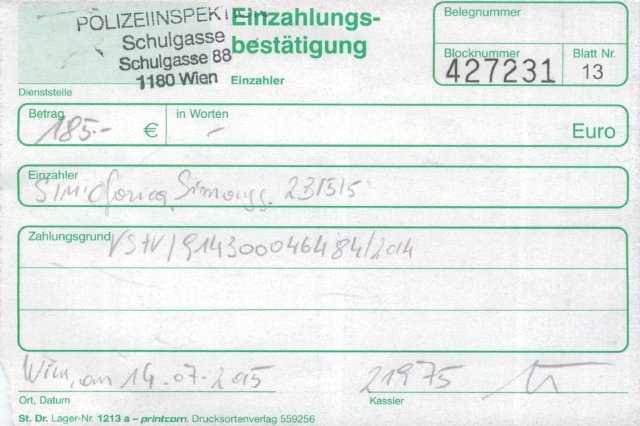 POLIZEIINSPEKTION
Schulgasse
Schulgasse 88
1180 Wien
Dienststelle
Einzahlungs-
bestätigung
Einzahler
Belegnummer
Blocknummer
427231
Blatt Nr.
13
Betrag
185.-
€
in Worten
-
Euro
Einzahler
Zahlungsgrund
VStV/914300046484/2014
Wien, am 14.07.2015
Ort, Datum
21975
Kassier
St. Dr. Lager-Nr. 1213 a – printcom. Drucksortenverlag 559256